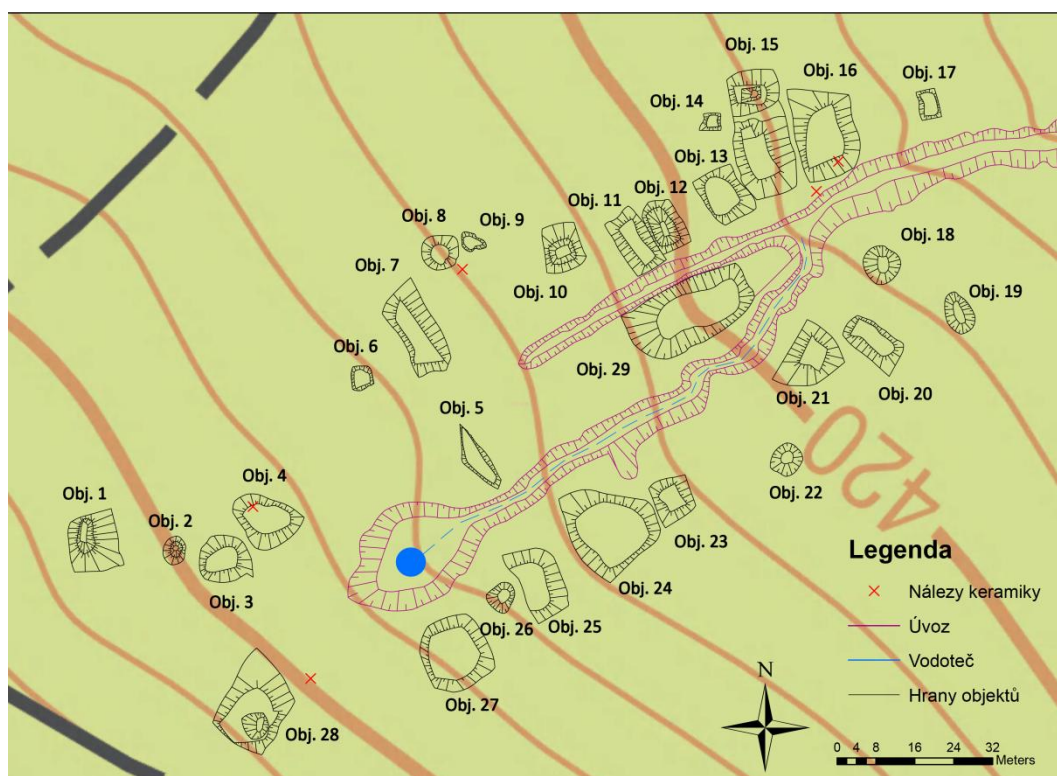 Obj. 15
Obj. 16
Obj. 17
Obj. 14
Obj. 13
Obj. 12
Obj. 11
Obj. 8
Obj. 9
Obj. 18
Obj. 7
Obj. 10
Obj. 19
Obj. 6
Obj. 29
Obj. 21
Obj. 20
Obj. 5
420
Obj. 4
Obj. 1
Obj. 2
Obj. 22
Obj. 23
Obj. 3
Obj. 24
Obj. 26
Obj. 25
Obj. 27
Obj. 28
Legenda
Nálezy keramiky
Úvoz
Vodoteč
Hrany objektů
N
0 4 8 16 24 32
Meters